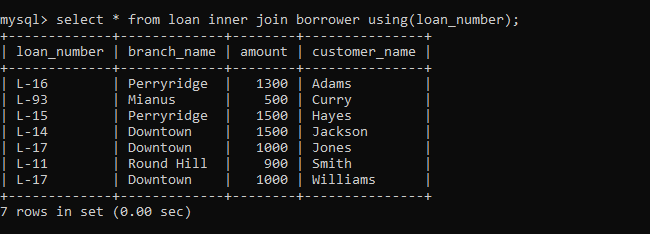 mysql> select * from loan inner join borrower using(loan_number);
+-------------+-------------+--------+---------------+
| loan_number | branch_name | amount | customer_name |
+-------------+-------------+--------+---------------+
| L-16        | Perryridge  |   1300 | Adams         |
| L-93        | Mianus      |    500 | Curry         |
| L-15        | Perryridge  |   1500 | Hayes         |
| L-14        | Downtown    |   1500 | Jackson       |
| L-17        | Downtown    |   1000 | Jones         |
| L-11        | Round Hill  |    900 | Smith         |
| L-17        | Downtown    |   1000 | Williams      |
+-------------+-------------+--------+---------------+
7 rows in set (0.00 sec)